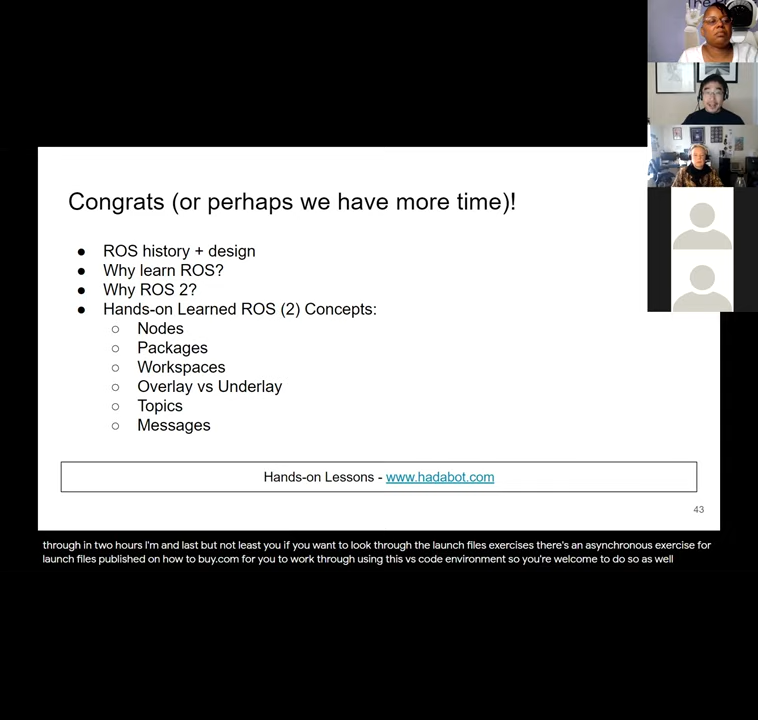 Congrats (or perhaps we have more time)!
● ROS history + design
● Why learn ROS?
● Why ROS 2?
● Hands-on Learned ROS (2) Concepts:
○ Nodes
○ Packages
○ Workspaces
○ Overlay vs Underlay
○ Topics
○ Messages
Hands-on Lessons - www.hadabot.com
43
through in two hours I'm and last but not least you if you want to look through the launch files exercises there's an asynchronous exercise for
launch files published on how to buy.com for you to work through using this vs code environment so you're welcome to do so as well